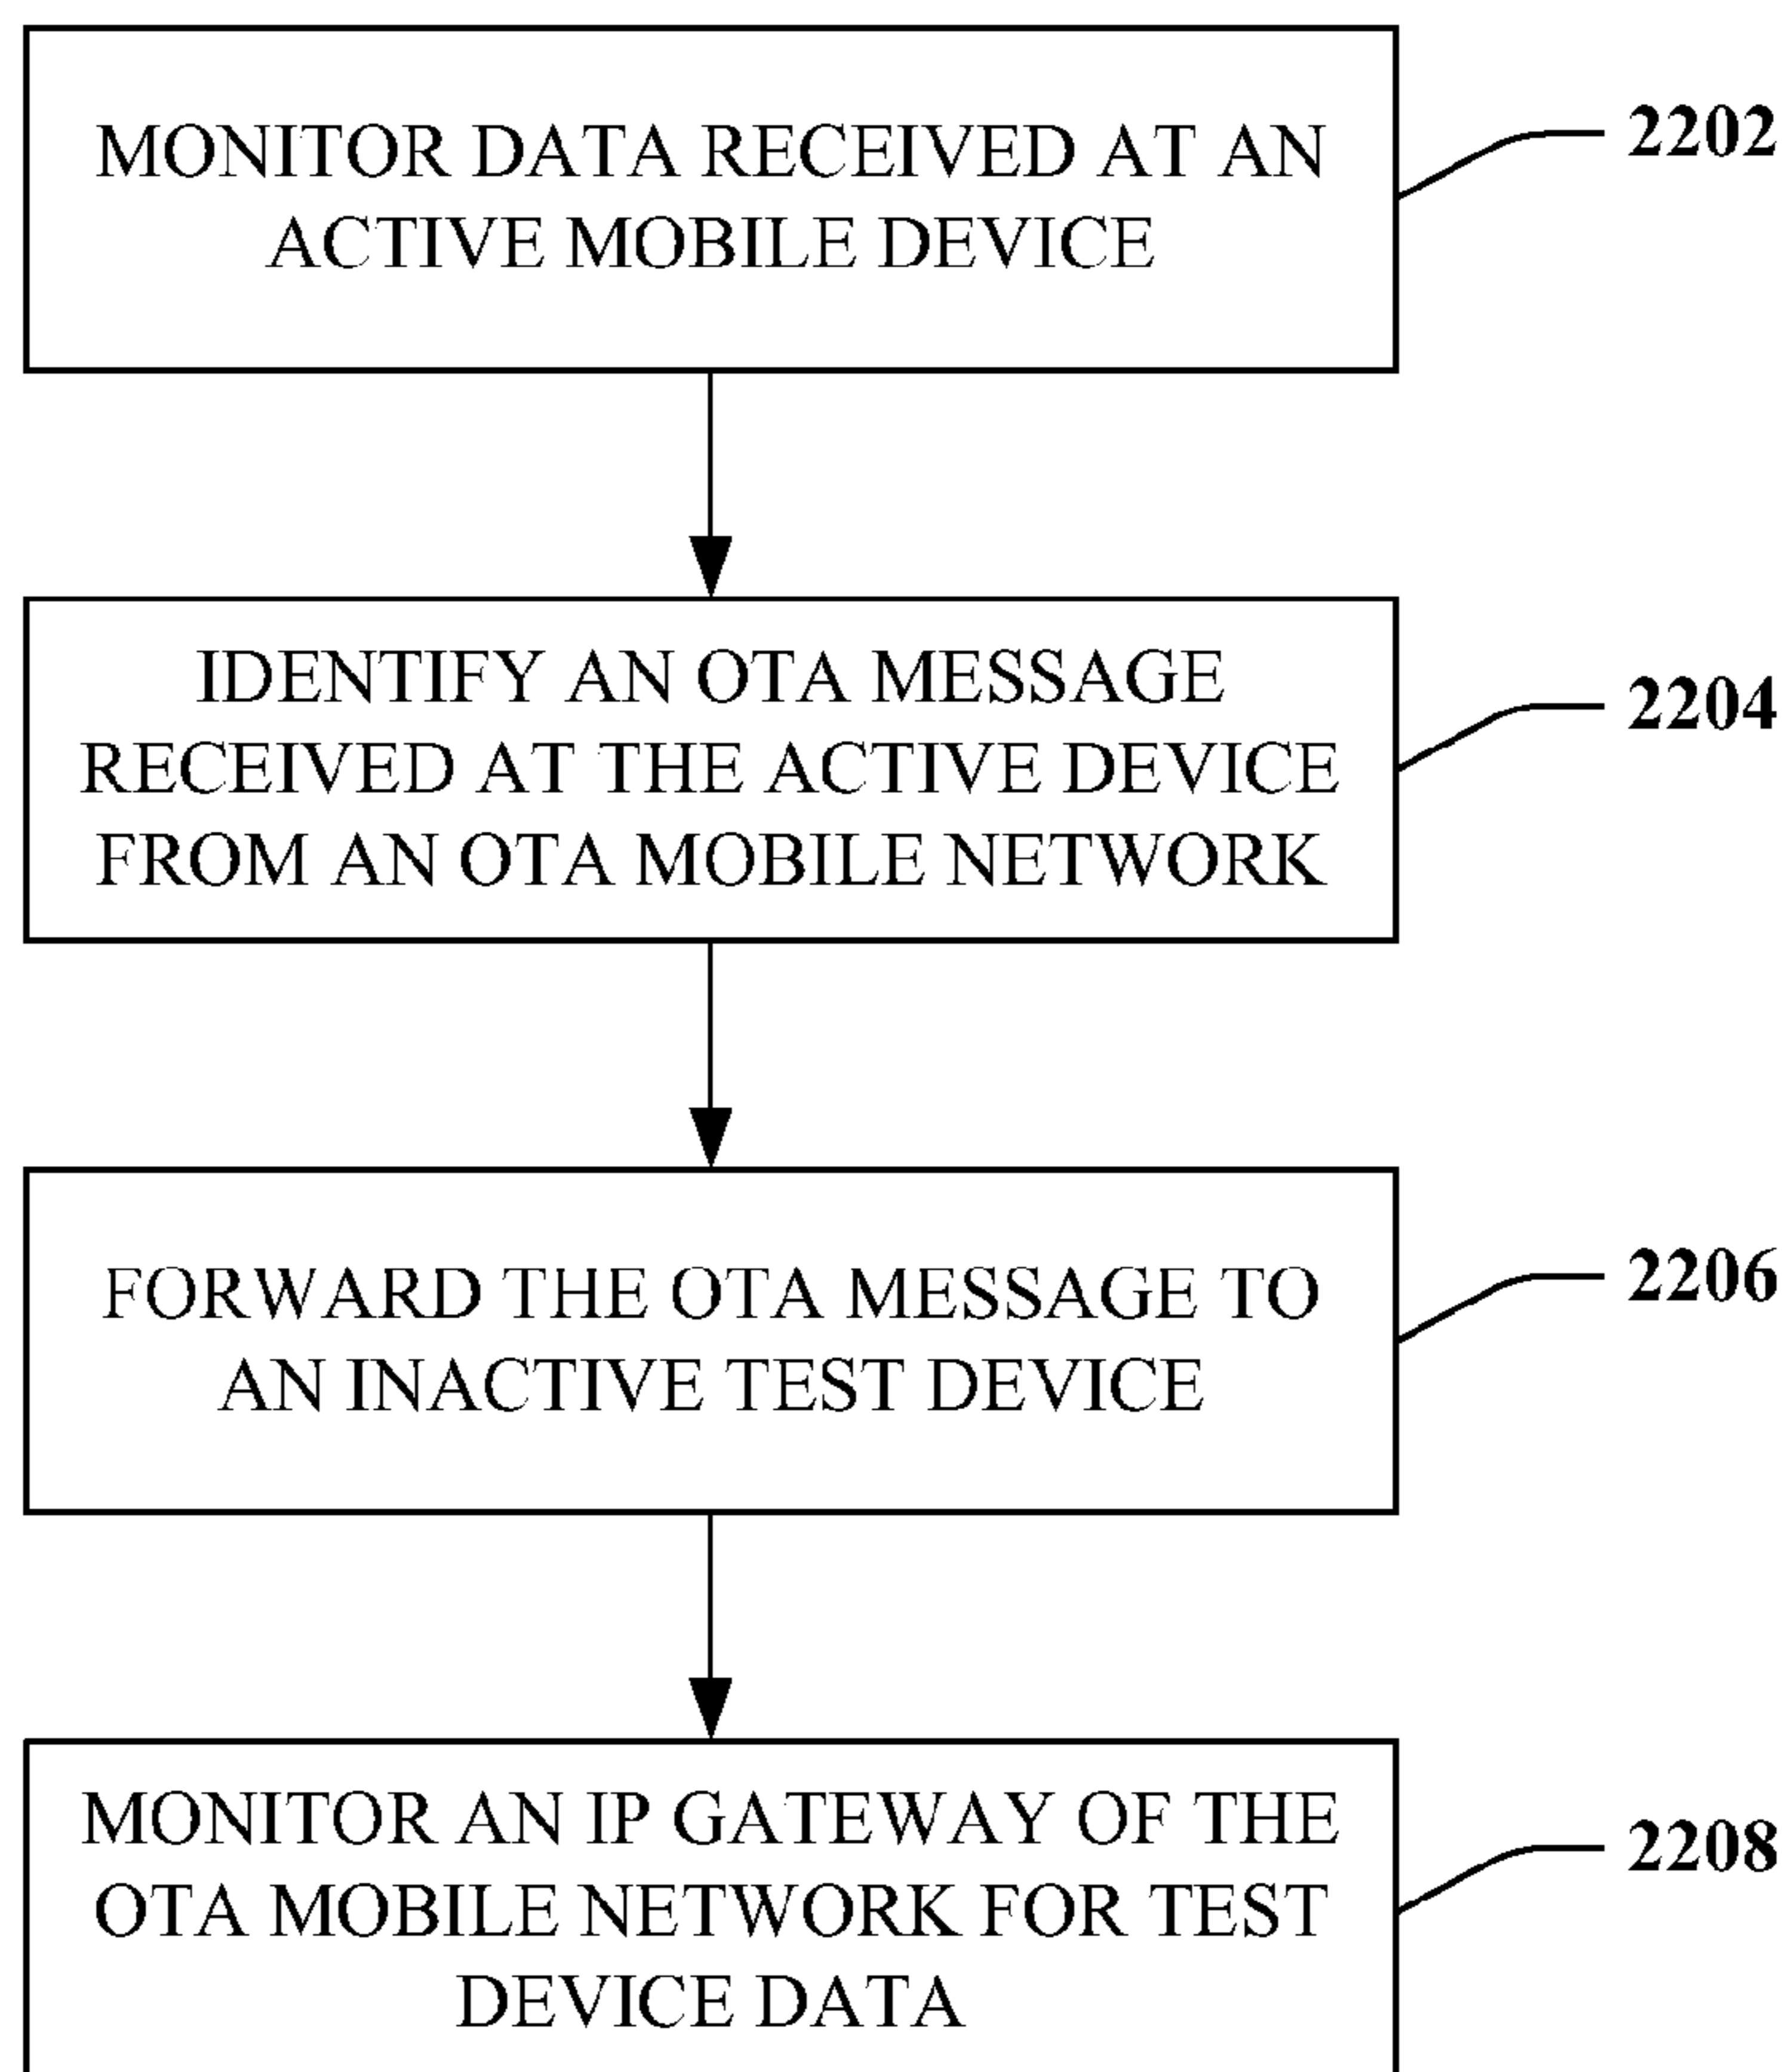 MONITOR DATA RECEIVED AT AN
ACTIVE MOBILE DEVICE
2202
IDENTIFY AN OTA MESSAGE
RECEIVED AT THE ACTIVE DEVICE
FROM AN OTA MOBILE NETWORK
2204
FORWARD THE OTA MESSAGE TO
AN INACTIVE TEST DEVICE
2206
MONITOR AN IP GATEWAY OF THE
OTA MOBILE NETWORK FOR TEST
DEVICE DATA
2208